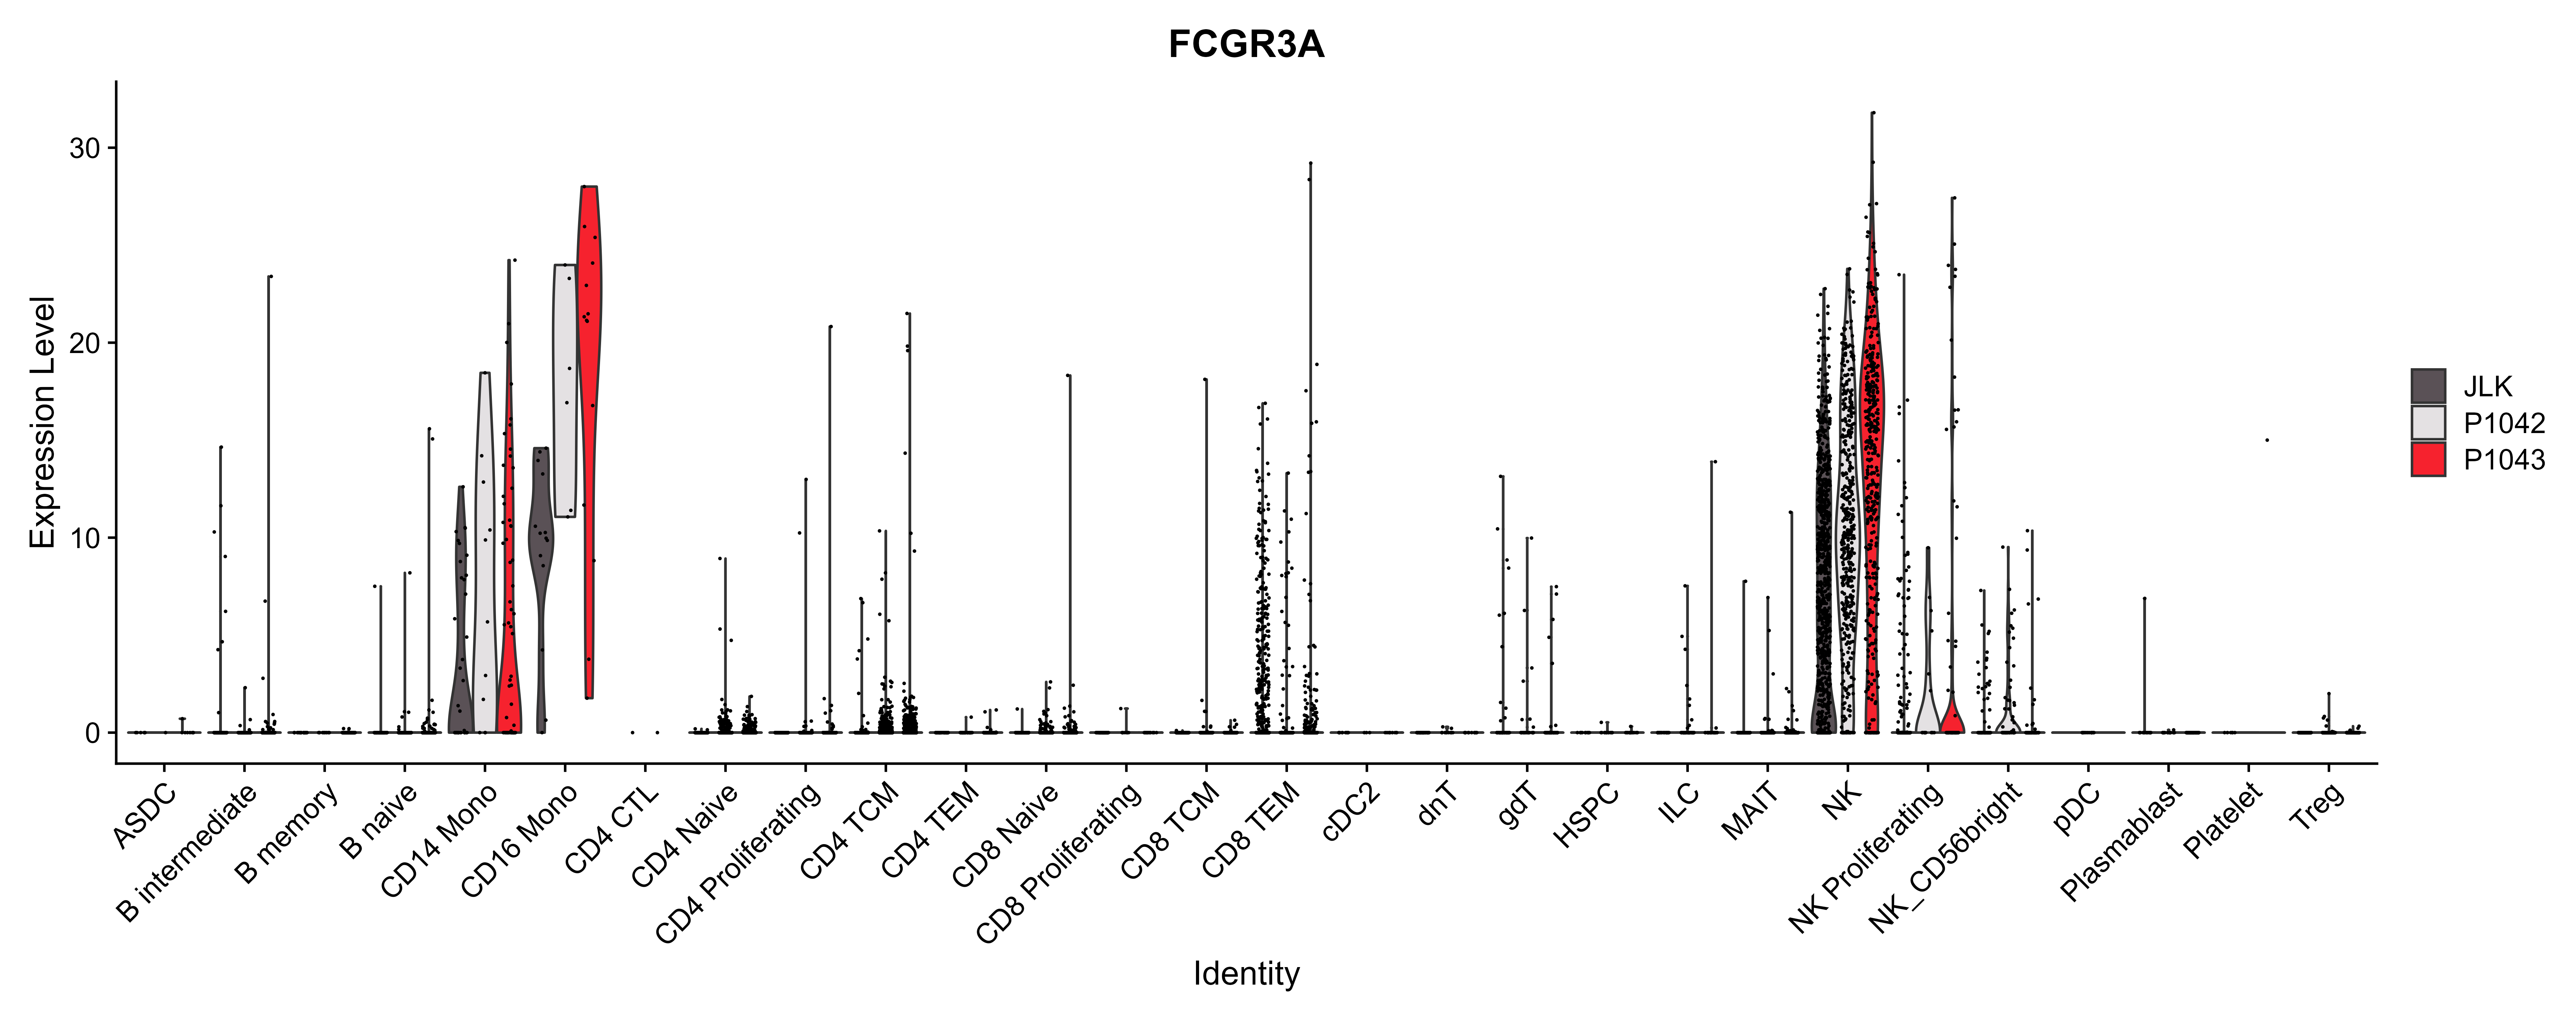 FCGR3A
Expression Level
30
20
10
0
JLK
P1042
P1043
ASDC
B intermediate
B memory
B naive
CD14 Mono
CD16 Mono
CD4 CTL
CD4 Naive
CD4 Proliferating
CD4 TCM
CD4 TEM
CD8 Naive
CD8 Proliferating
CD8 TCM
CD8 TEM
cDC2
dnT
gdT
HSPC
ILC
MAIT
NK
NK Proliferating
NK_CD56bright
pDC
Plasmablast
Platelet
Treg
Identity